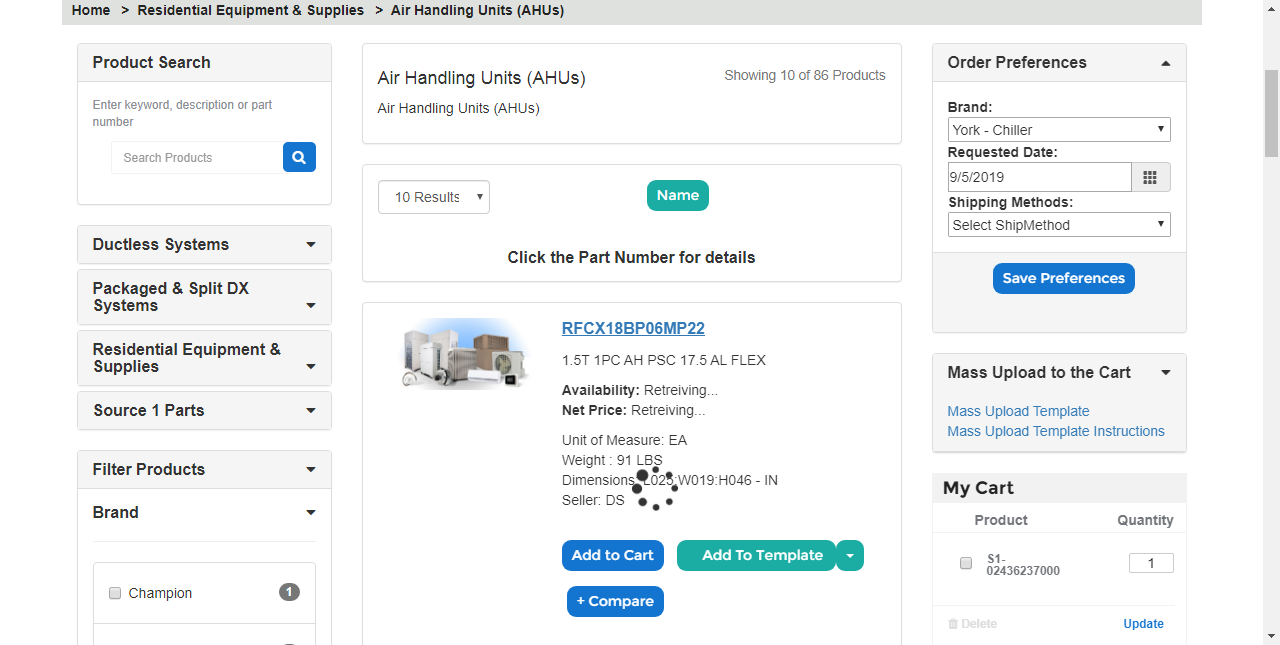 Home > Residential Equipment & Supplies > Air Handling Units (AHUs)
Product Search
Enter keyword, description or part
number
Search Products
Ductless Systems
Packaged & Split DX
Systems
Residential Equipment &
Supplies
Source 1 Parts
Filter Products
Brand
Champion
1
Air Handling Units (AHUs)
Showing 10 of 86 Products
Air Handling Units (AHUs)
10 Results
Name
Click the Part Number for details
RFCX18BP06MP22
1.5T 1PC AH PSC 17.5 AL FLEX
Availability: Retreiving...
Net Price: Retreiving...
Unit of Measure: EA
Weight : 91 LBS
Dimensions: L025:W019:H046 - IN
Seller: DS
Add to Cart
Add To Template
+ Compare
Order Preferences
Brand:
York - Chiller
Requested Date:
9/5/2019
Shipping Methods:
Select ShipMethod
Save Preferences
Mass Upload to the Cart
Mass Upload Template
Mass Upload Template Instructions
My Cart
Product Quantity
S1-
02436237000
1
Delete
Update